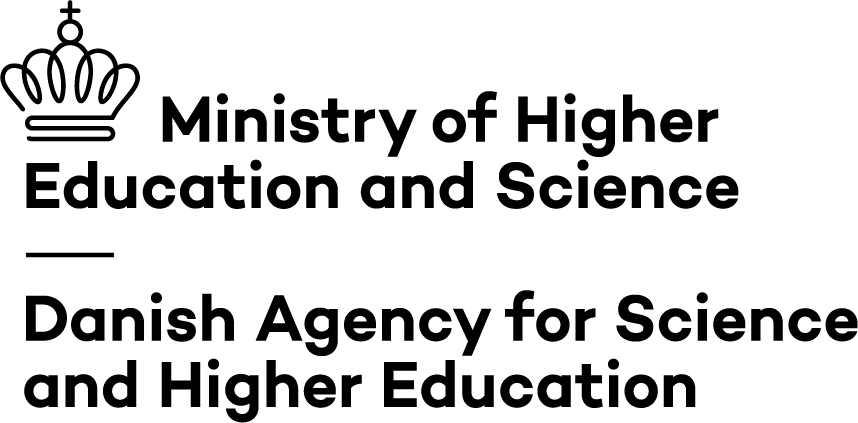 Ministry of Higher
Education and Science
Danish Agency for Science
and Higher Education